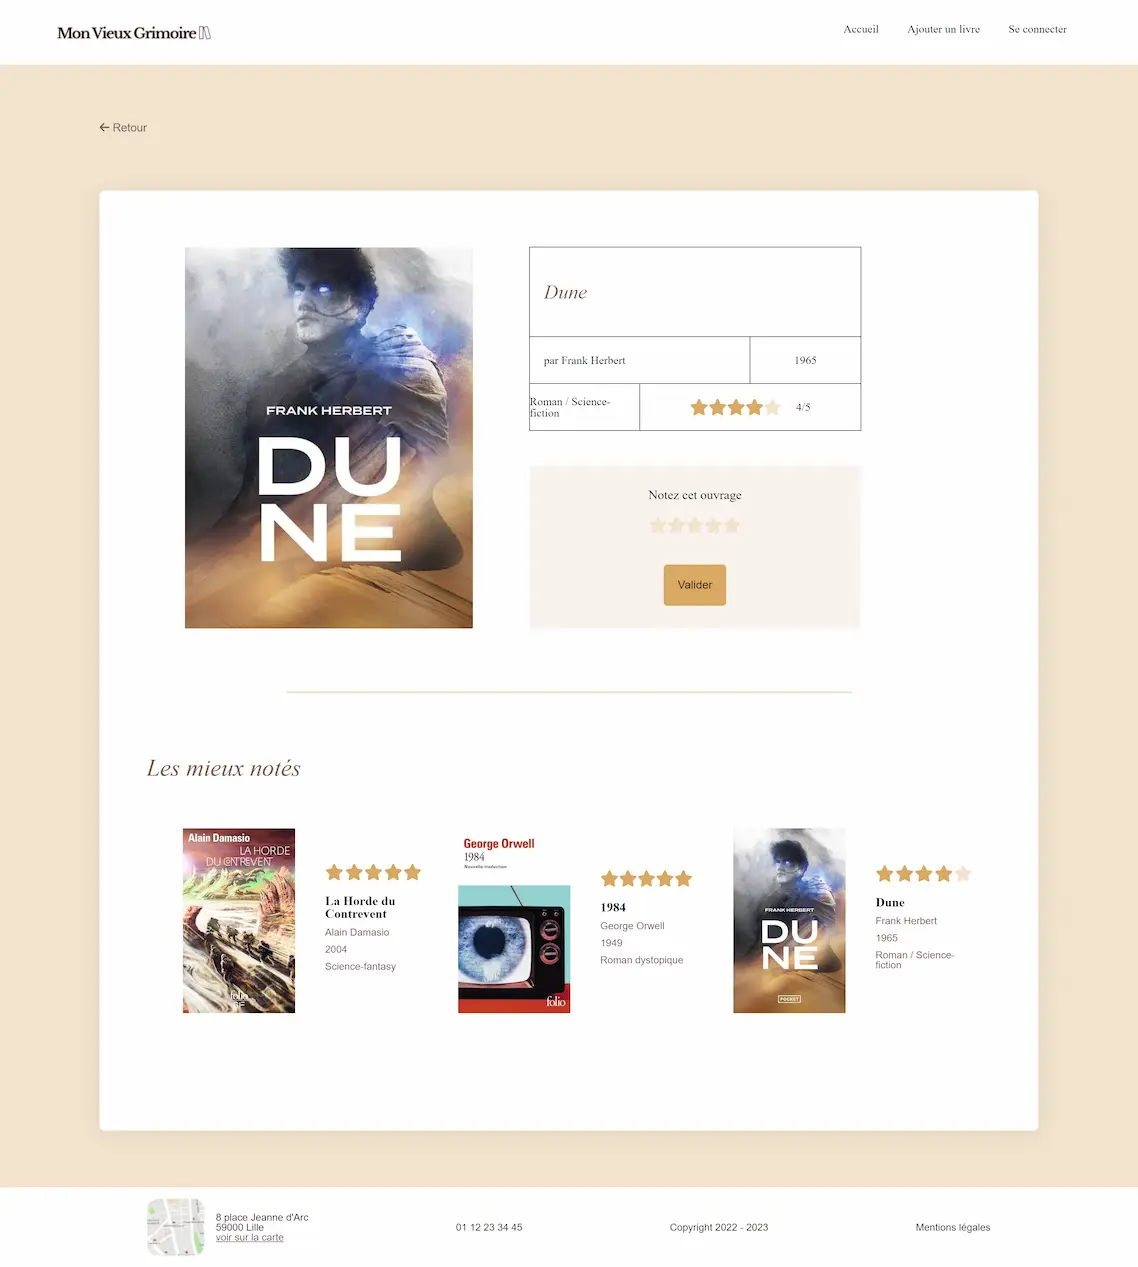 Mon Vieux Grimoire
Accueil
Ajouter un livre
Se connecter
← Retour
FRANK HERBERT
DU
NE
Dune
par Frank Herbert
1965
Roman / Science-
fiction
4/5
Notez cet ouvrage
Valider
Les mieux notés
Alain Damasio
LA HORDE
DU CONTREVENT
folio
La Horde du
Contrevent
Alain Damasio
2004
Science-fantasy
George Orwell
1984
Nouvelle traduction
folio
1984
George Orwell
1949
Roman dystopique
FRANK HERBERT
DU
NE
POCKET
Dune
Frank Herbert
1965
Roman / Science-
fiction
8 place Jeanne d'Arc
59000 Lille
voir sur la carte
01 12 23 34 45
Copyright 2022 - 2023
Mentions légales